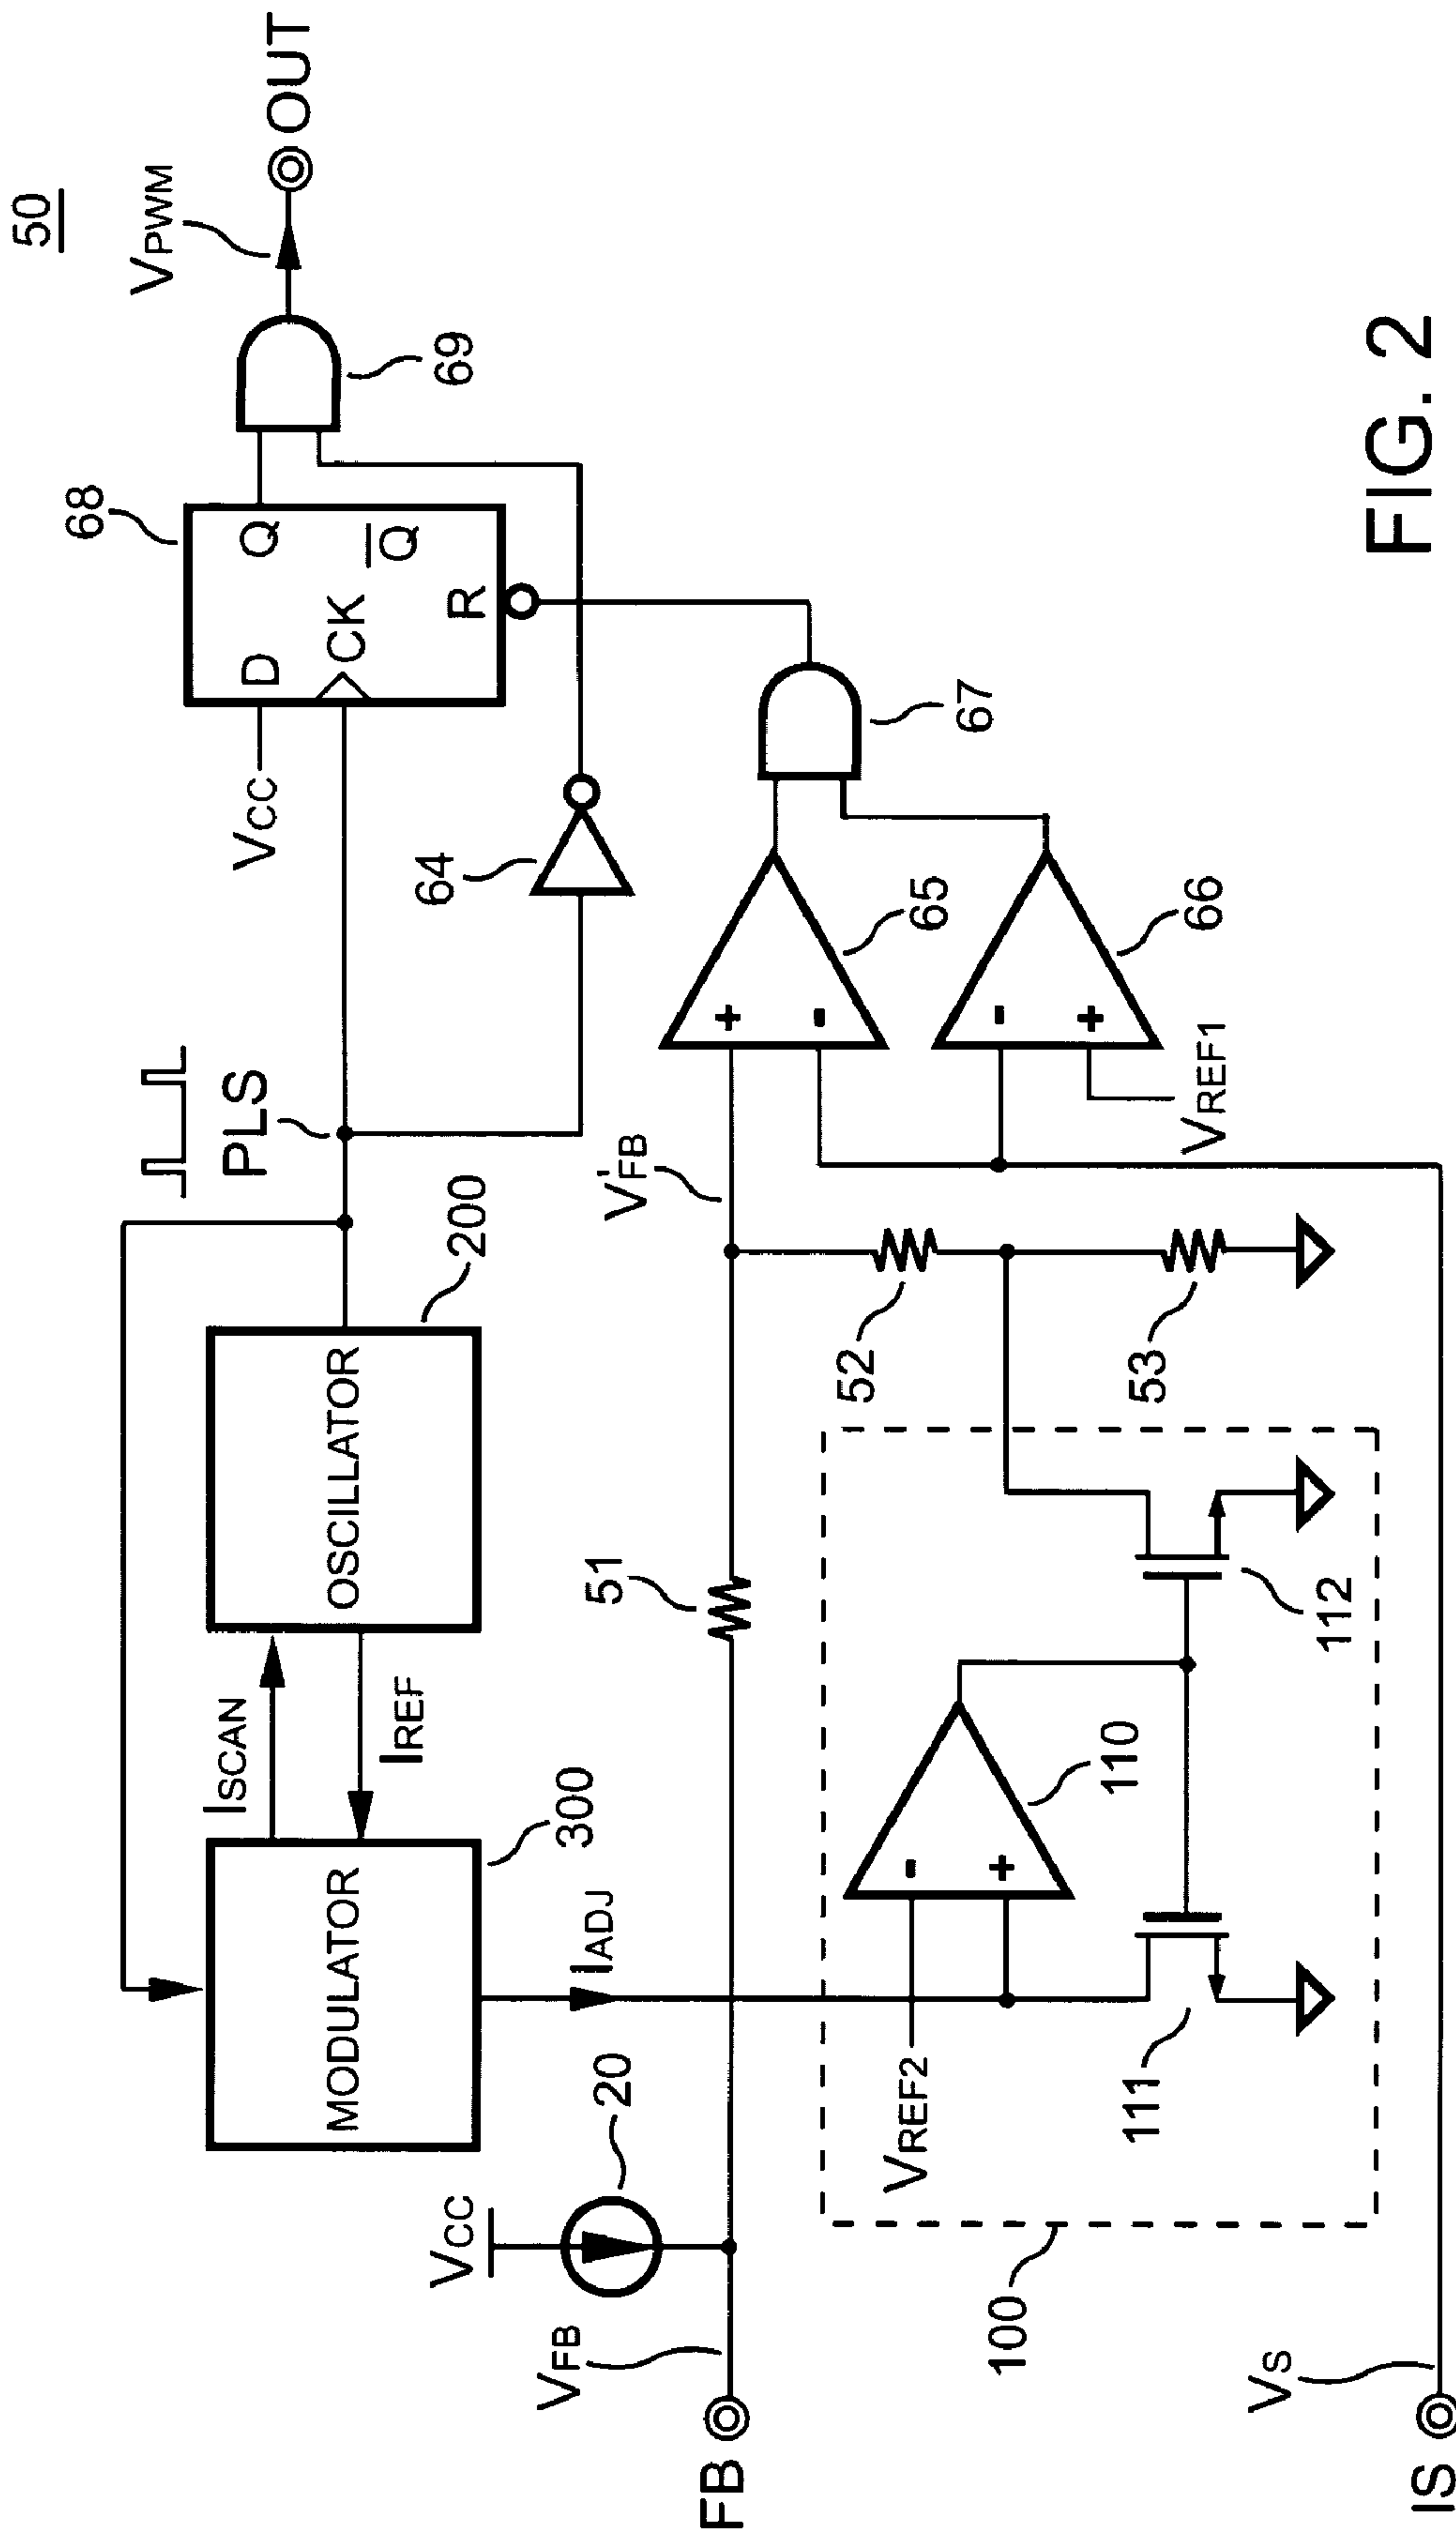 50
VPWM
OUT
69
68
D
Q
CK
Q
R
VCC
PLS
64
67
OSCILLATOR
200
ISCAN
IREF
MODULATOR
300
IADJ
VCC
20
VFB
FB
51
V'FB
+
-
65
-
+
66
VREF1
52
53
100
VREF2
-
+
110
111
112
VS
IS
FIG. 2